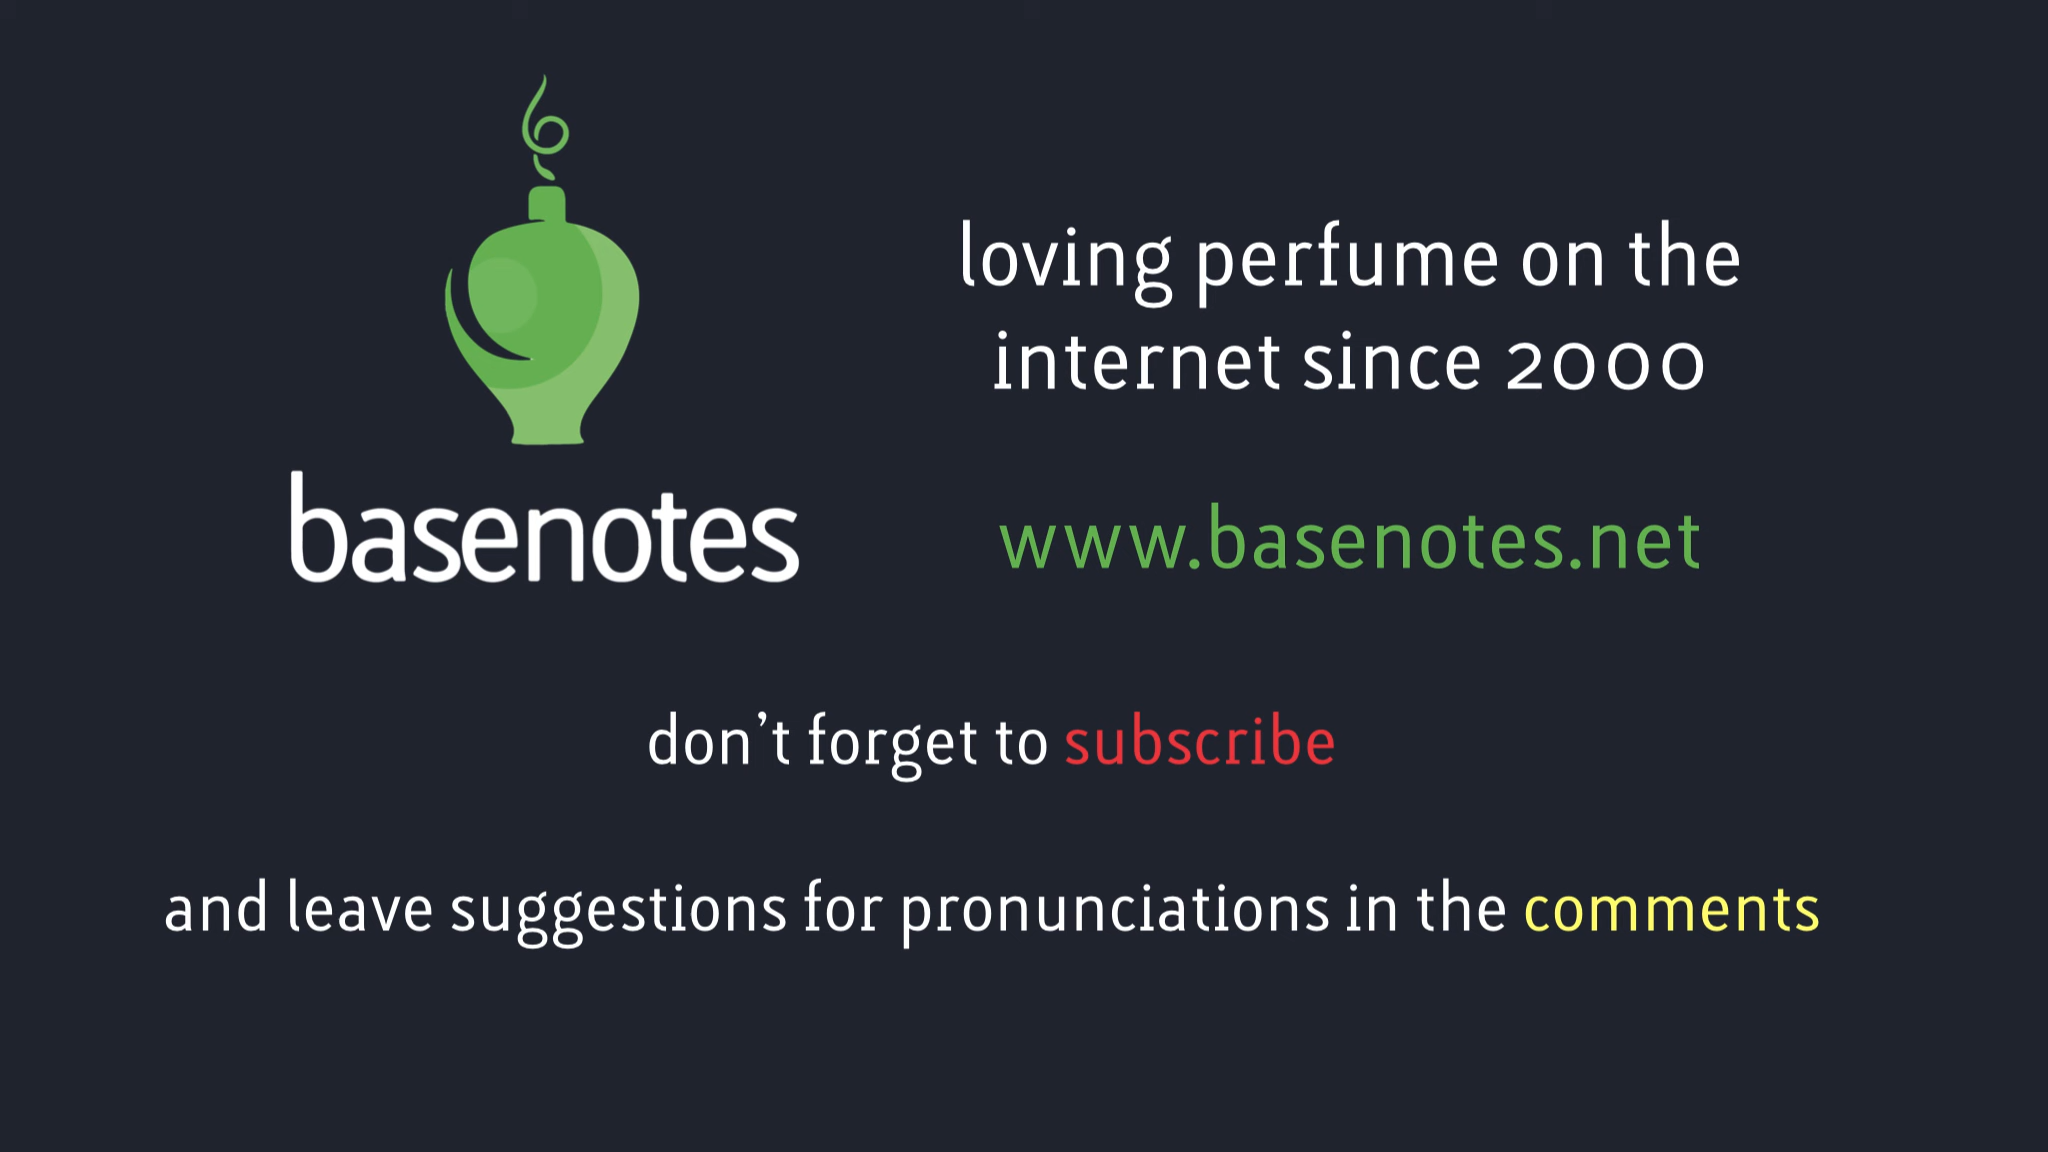 basenotes
loving perfume on the
internet since 2000
www.basenotes.net
don't forget to subscribe
and leave suggestions for pronunciations in the comments